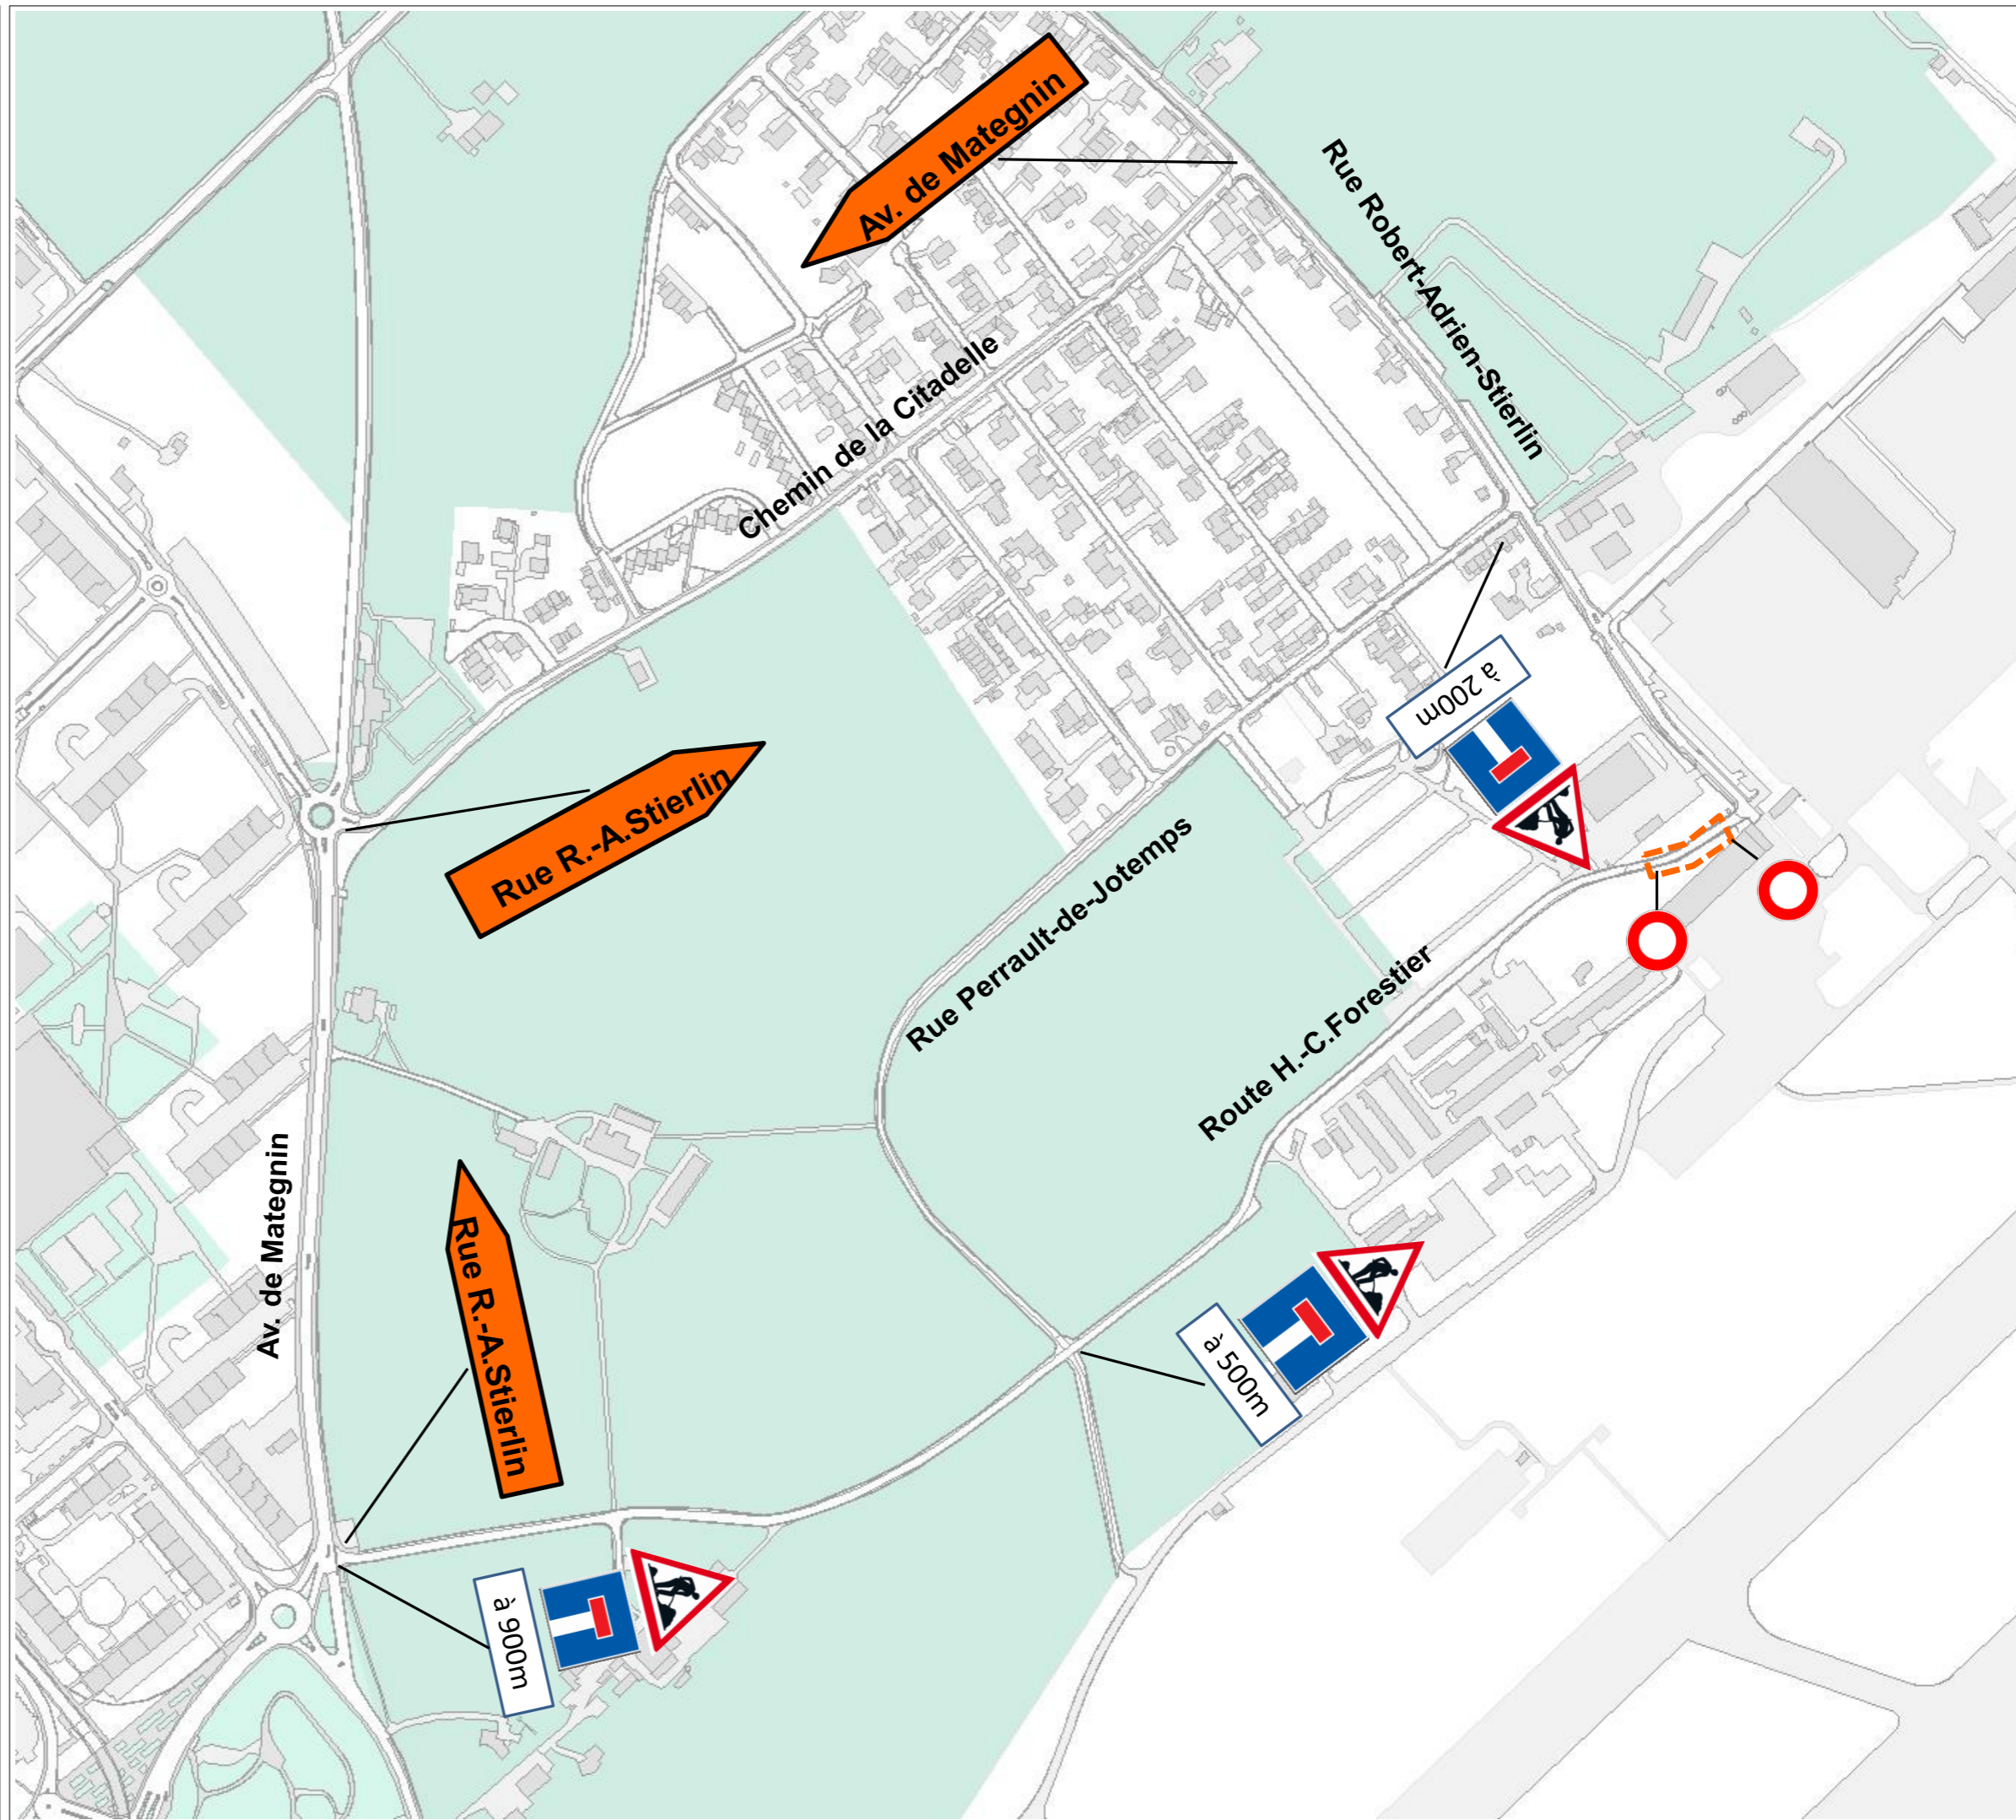 Av. de Mategnin
Rue Robert-Adrien-Stierlin
Chemin de la Citadelle
à 200m
Rue R.-A.Stierlin
Rue Perrault-de-Jotemps
Route H.-C.Forestier
Av. de Mategnin
Rue R.-A.Stierlin
à 500m
à 900m